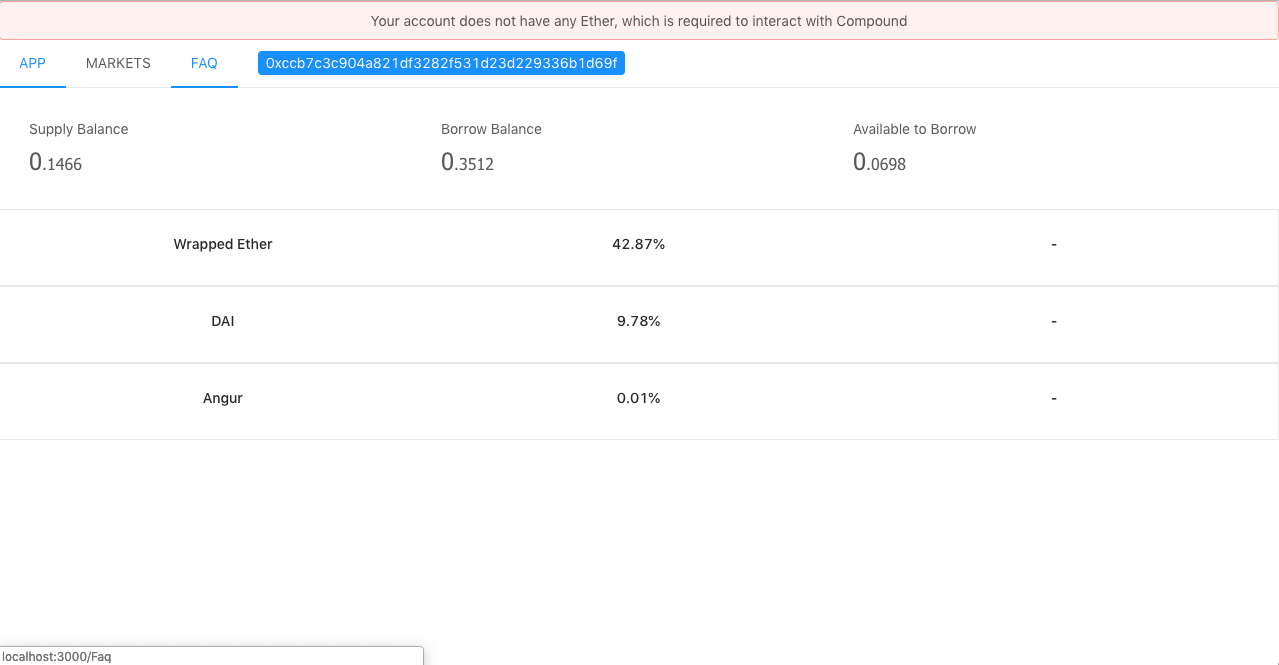 Your account does not have any Ether, which is required to interact with Compound
APP MARKETS FAQ 0xccb7c3c904a821df3282f531d23d229336b1d69f
Supply Balance Borrow Balance Available to Borrow
0.1466 0.3512 0.0698
Wrapped Ether 42.87% -
DAI 9.78% -
Angur 0.01% -
localhost:3000/Faq